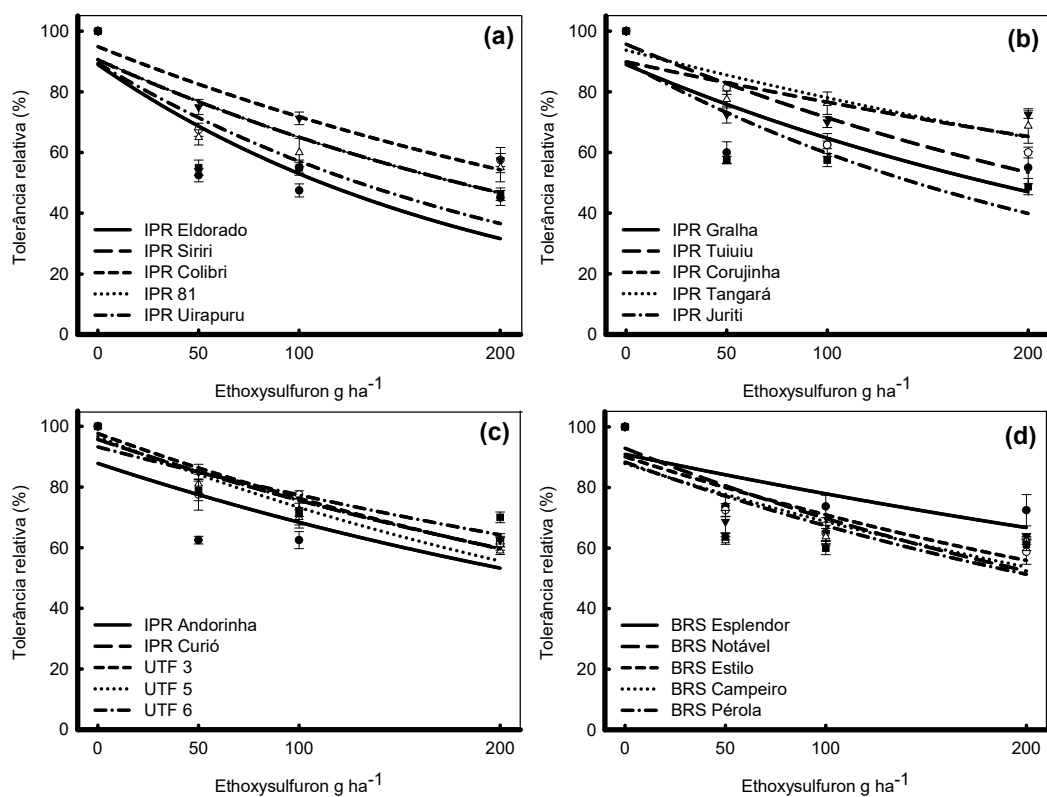 (a)
Tolerância relativa (%)
100
80
60
40
20
0
IPR Eldorado
IPR Siriri
IPR Colibri
IPR 81
IPR Uirapuru
0 50 100 200
Ethoxysulfuron g ha⁻¹
(b)
Tolerância relativa (%)
100
80
60
40
20
0
IPR Gralha
IPR Tuiuiu
IPR Corujinha
IPR Tangará
IPR Juriti
0 50 100 200
Ethoxysulfuron g ha⁻¹
(c)
Tolerância relativa (%)
100
80
60
40
20
0
IPR Andorinha
IPR Curió
UTF 3
UTF 5
UTF 6
0 50 100 200
Ethoxysulfuron g ha⁻¹
(d)
Tolerância relativa (%)
100
80
60
40
20
0
BRS Esplendor
BRS Notável
BRS Estilo
BRS Campeiro
BRS Pérola
0 50 100 200
Ethoxysulfuron g ha⁻¹